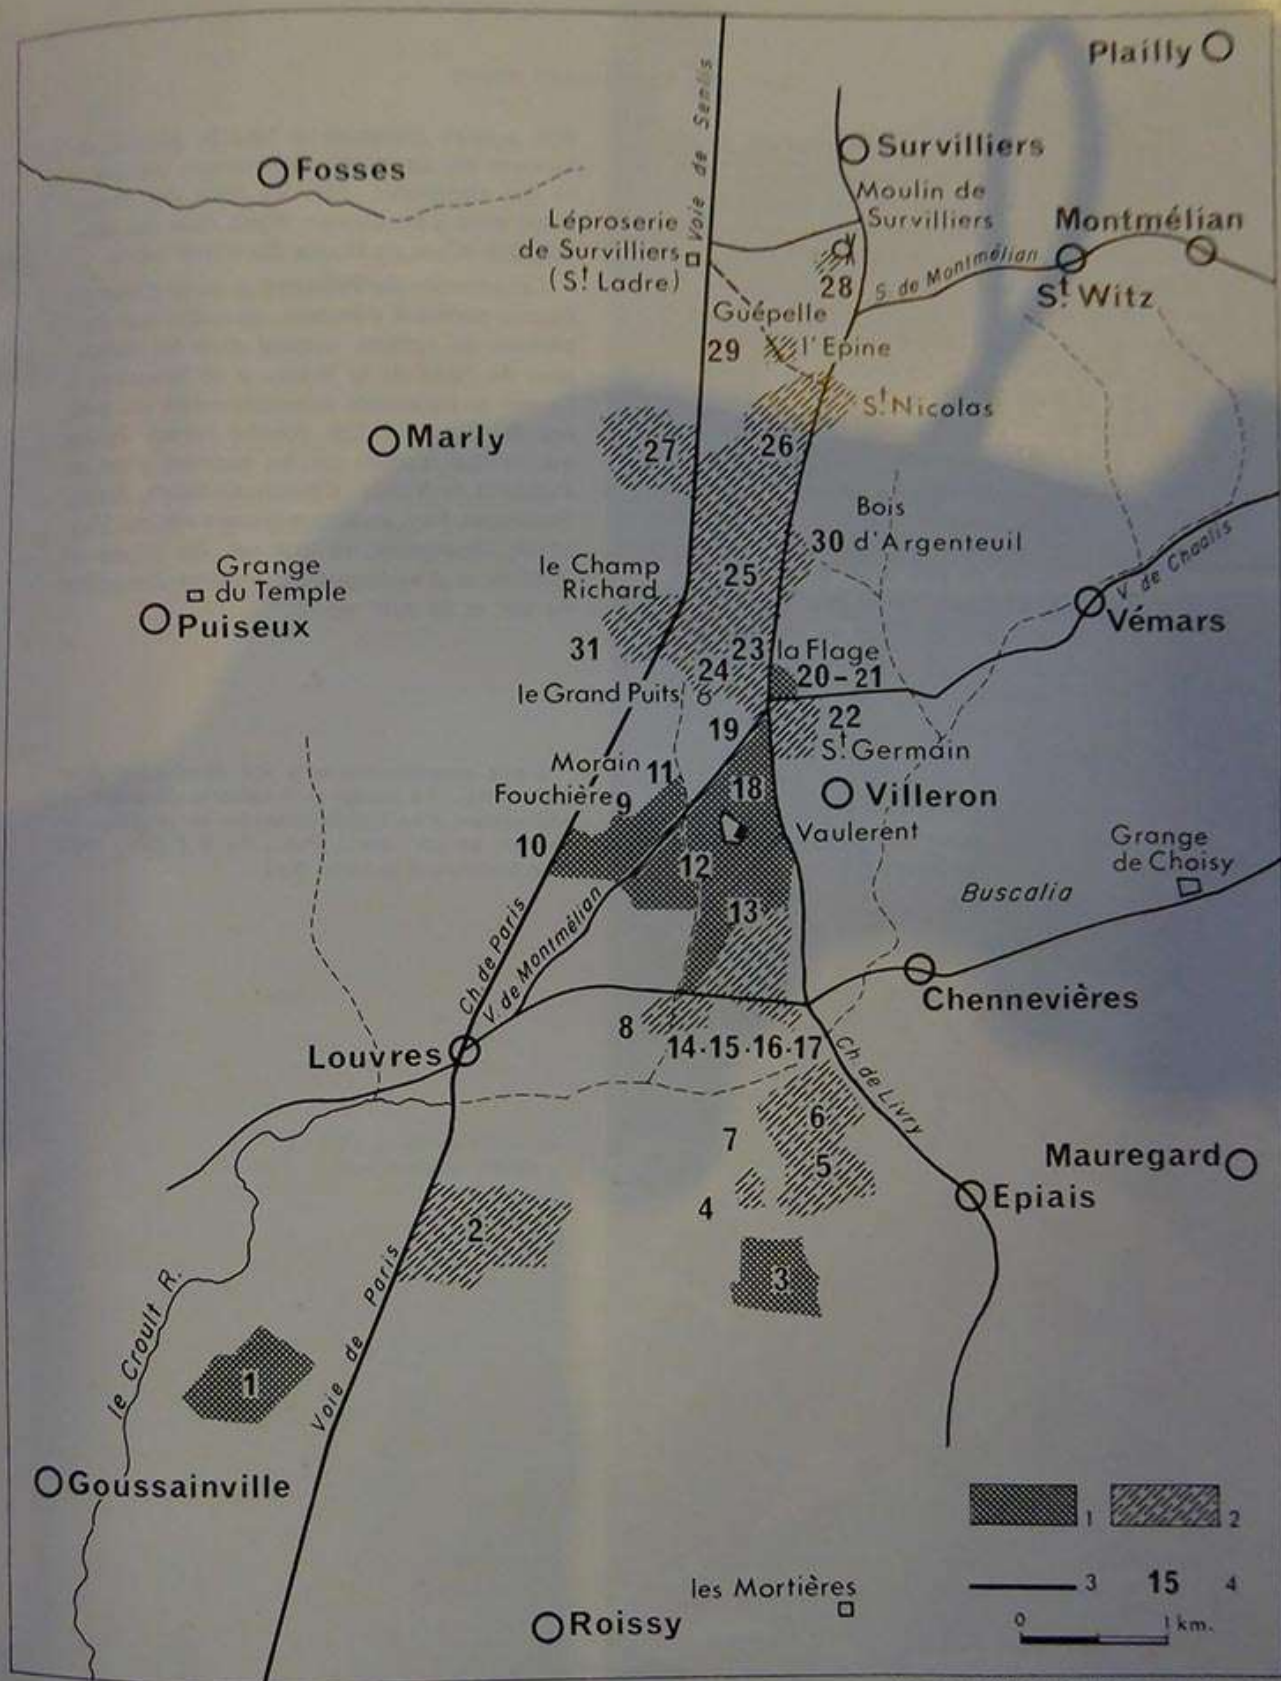 Plailly
Voie de Senlis
Survilliers
Fosses
Moulin de
Survilliers
Léproserie
de Survilliers
(St Ladre)
Montmélian
S. de Montmélian
28
St Witz
Guépelle
29
l'Epine
St Nicolas
Marly
27
26
Bois
30 d'Argenteuil
le Champ
Richard
25
Grange
du Temple
V. de Chaalis
Puiseux
Vémars
31
23
la Flage
24
20-21
le Grand Puits
19
22
St Germain
Morain
11
Fouchière
9
18
Villeron
10
Vaulerent
Grange
de Choisy
12
Buscalia
13
Ch. de Paris
V. de Montmélian
Chennevières
8
14.15.16.17
Louvres
Ch. de Livry
6
7
5
Mauregard
4
Epiais
2
3
le Croult R.
Voie de Paris
1
Goussainville
1
2
3
15
4
les Mortières
0
1 km.
Roissy